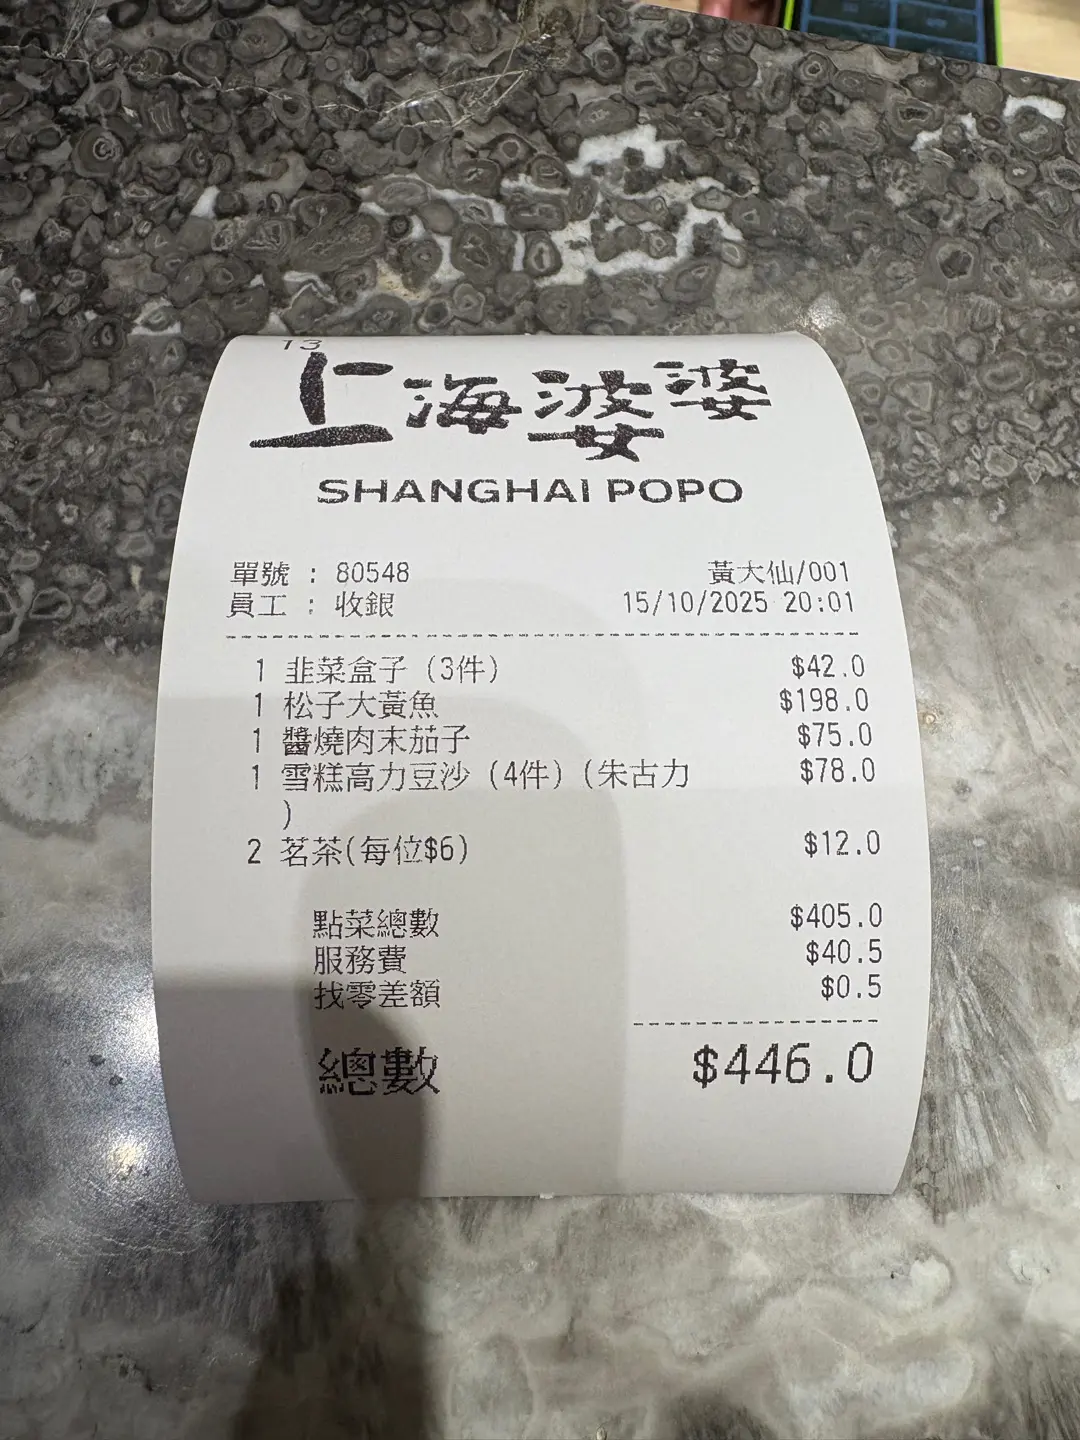 13
上海婆婆
SHANGHAI POPO
單號 : 80548 黃大仙/001
員工 : 收銀 15/10/2025 20:01
1 韭菜盒子 (3件) $42.0
1 松子大黃魚 $198.0
1 醬燒肉末茄子 $75.0
1 雪糕高力豆沙 (4件) (朱古力 $78.0
)
2 茗茶(每位$6) $12.0
點菜總數 $405.0
服務費 $40.5
找零差額 $0.5
總數 $446.0